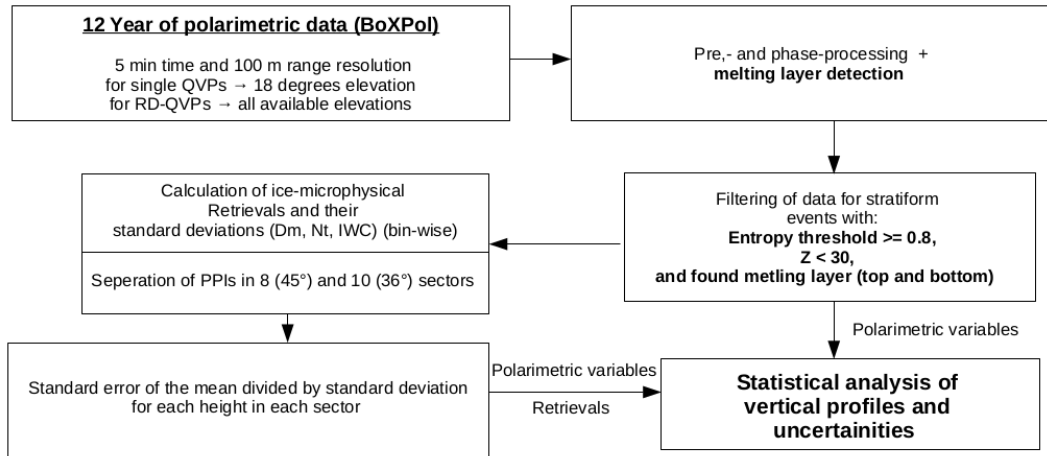 12 Year of polarimetric data (BoXPol)
5 min time and 100 m range resolution
for single QVPs → 18 degrees elevation
for RD-QVPs → all available elevations
Pre,- and phase-processing +
melting layer detection
Filtering of data for stratiform
events with:
Entropy threshold >= 0.8,
Z < 30,
and found metling layer (top and bottom)
Calculation of ice-microphysical
Retrievals and their
standard deviations (Dm, Nt, IWC) (bin-wise)
Seperation of PPIs in 8 (45°) and 10 (36°) sectors
Standard error of the mean divided by standard deviation
for each height in each sector
Polarimetric variables
Retrievals
Polarimetric variables
Statistical analysis of
vertical profiles and
uncertainities